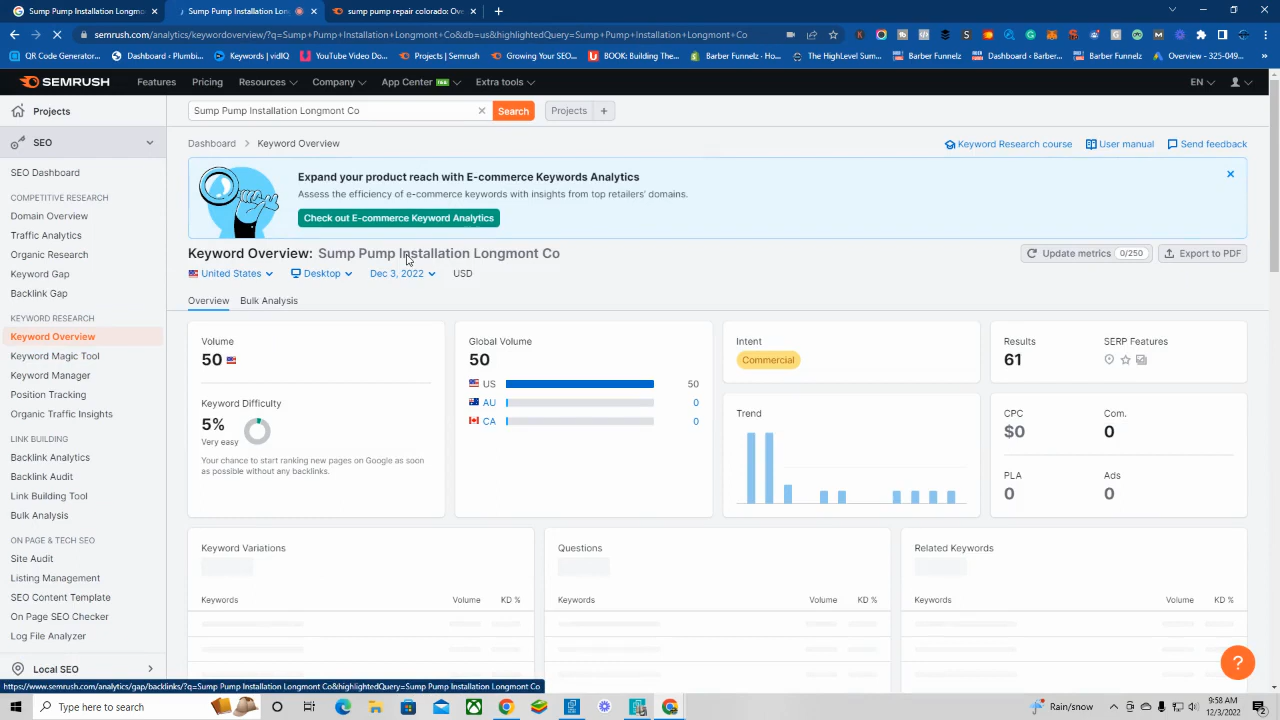 Sump Pump Installation Longmo
Sump Pump Installation Long
sump pump repair colorado: Ove
semrush.com/analytics/keywordoverview/?q=Sump+Pump+Installation+Longmont+Co&db=us&highlightedQuery=Sump+Pump+Installation+Longmont+Co
QR Code Generator...
Dashboard ‹ Plumbi...
Keywords | vidIQ
YouTube Video Dow...
Projects | Semrush
Growing Your SEO...
BOOK: Building The...
Barber Funnelz
The HighLevel Sum...
Barber Funnelz
Dashboard : Barber...
Barber Funnelz
Overview - 325-049...
SEMRUSH
Features
Pricing
Resources
Company
App Center
Extra tools
EN
Projects
Sump Pump Installation Longmont Co
Search
Projects
+
SEO
Dashboard > Keyword Overview
Keyword Research course
User manual
Send feedback
SEO Dashboard
COMPETITIVE RESEARCH
Domain Overview
Traffic Analytics
Organic Research
Keyword Gap
Backlink Gap
KEYWORD RESEARCH
Keyword Overview
Keyword Magic Tool
Keyword Manager
Position Tracking
Organic Traffic Insights
LINK BUILDING
Backlink Analytics
Backlink Audit
Link Building Tool
Bulk Analysis
ON PAGE & TECH SEO
Site Audit
Listing Management
SEO Content Template
On Page SEO Checker
Log File Analyzer
Local SEO
Expand your product reach with E-commerce Keywords Analytics
Assess the efficiency of e-commerce keywords with insights from top retailers' domains.
Check out E-commerce Keyword Analytics
Keyword Overview: Sump Pump Installation Longmont Co
Update metrics 0/250
Export to PDF
United States
Desktop
Dec 3, 2022
USD
Overview
Bulk Analysis
Volume
50
Keyword Difficulty
5%
Very easy
Your chance to start ranking new pages on Google as soon
as possible without any backlinks.
Global Volume
50
US 50
AU 0
CA 0
Intent
Commercial
Trend
Results
61
SERP Features
CPC
$0
Com.
0
PLA
0
Ads
0
Keyword Variations
Keywords Volume KD %
Questions
Keywords Volume KD %
Related Keywords
Keywords Volume KD %
?
https://www.semrush.com/analytics/gap/backlinks/?q=Sump Pump Installation Longmont Co&highlightedQuery=Sump Pump Installation Longmont Co
Type here to search
Rain/snow
9:58 AM
12/3/2022